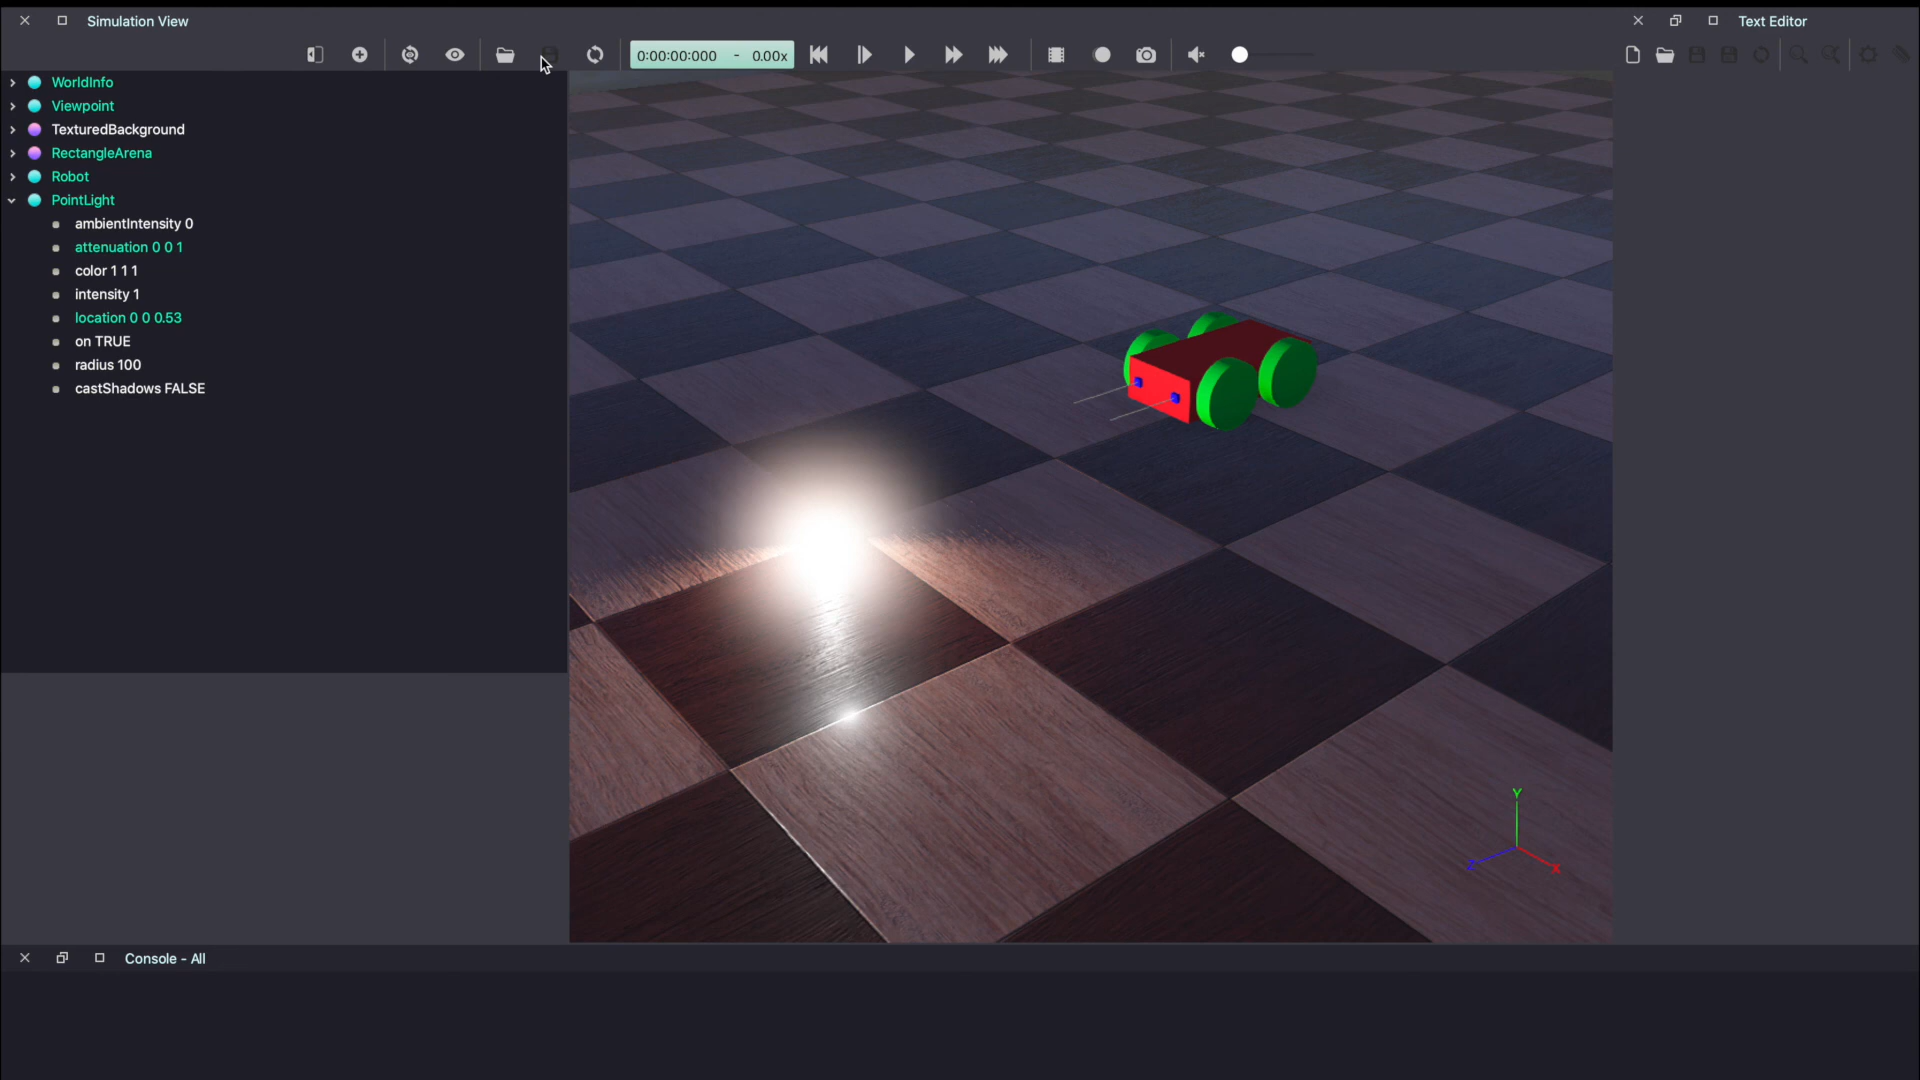 Simulation View
Text Editor
0:00:00:000 - 0.00x
WorldInfo
Viewpoint
TexturedBackground
RectangleArena
Robot
PointLight
ambientIntensity 0
attenuation 0 0 1
color 1 1 1
intensity 1
location 0 0 0.53
on TRUE
radius 100
castShadows FALSE
Y
Z
X
Console - All